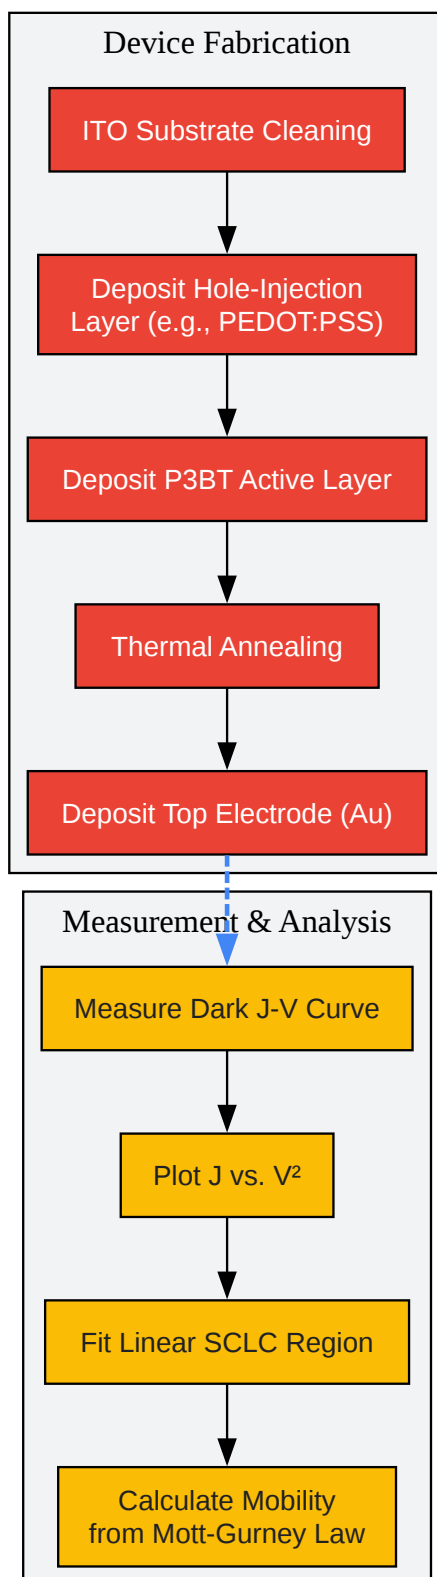 Device Fabrication
ITO Substrate Cleaning
Deposit Hole-Injection
Layer (e.g., PEDOT:PSS)
Deposit P3BT Active Layer
Thermal Annealing
Deposit Top Electrode (Au)
Measurement & Analysis
Measure Dark J-V Curve
Plot J vs. V²
Fit Linear SCLC Region
Calculate Mobility
from Mott-Gurney Law